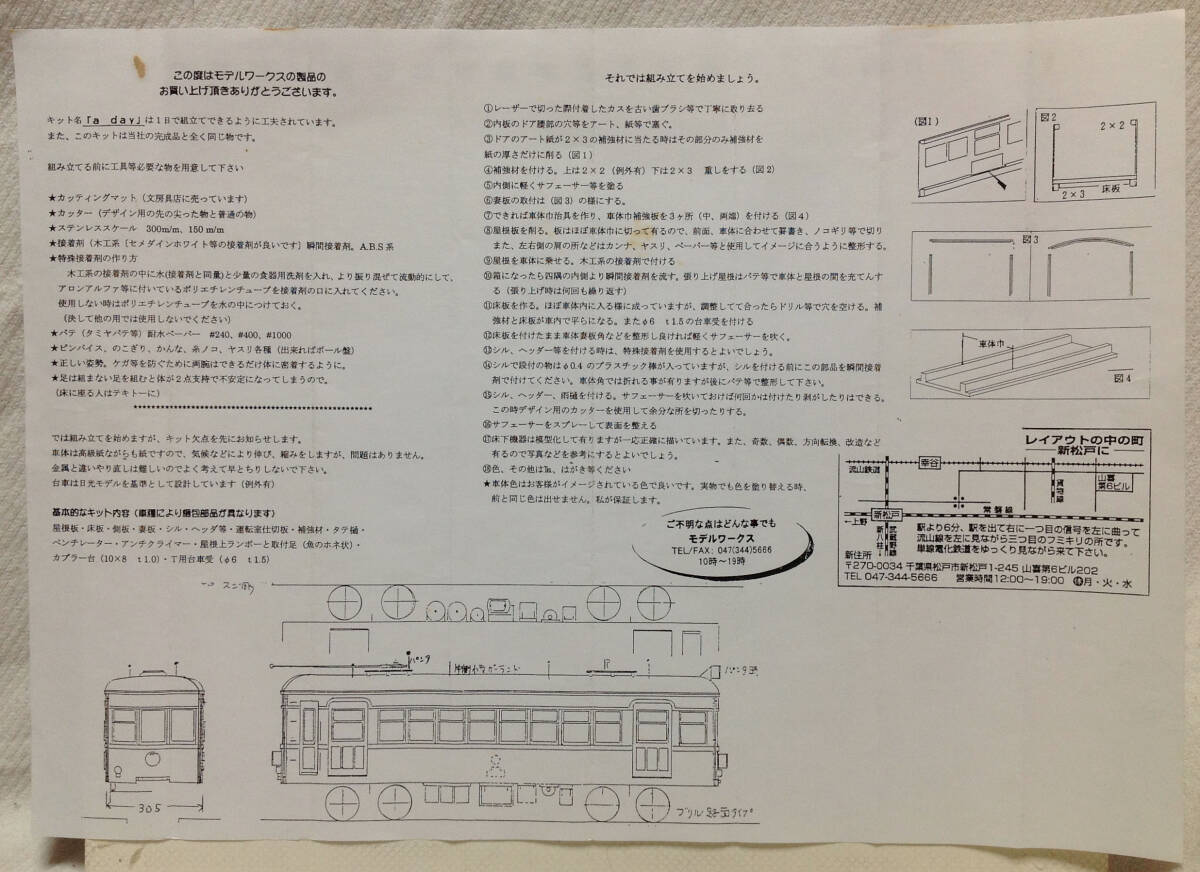 この度はモデルワークスの製品の
お買い上げ頂きありがとうございます。
キット名「a day」は1日で組立てできるように工夫されています。
また、このキットは当社の完成品と全く同じ物です。
組み立てる前に工具等必要な物を用意して下さい
★カッティングマット（文房具店に売っています)
★カッター（デザイン用の先の尖った物と普通の物）
★ステンレススケール 300m/m、150m/m
★接着剤（木工系［セメダインホワイト等の接着剤が良いです］瞬間接着剤。A.B.S系
★特殊接着剤の作り方
木工系の接着剤の中に水(接着剤と同量)と少量の食器用洗剤を入れ、より振り混ぜて流動的にして、
アロンアルファ等に付いているポリエチレンチューブを接着剤の口に入れてください。
使用しない時はポリエチレンチューブを水の中につけておく。
(決して他の用では使用しないでください)
★パテ（タミヤパテ等）耐水ペーパー #240、#400、#1000
★ピンバイス、のこぎり、かんな、糸ノコ、ヤスリ各種（出来ればボール盤）
★正しい姿勢。ケガ等を防ぐために両腕はできるだけ体に密着するように。
★足は組まない足を組むと体が２点支持で不安定になってしまうので。
(床に座る人はテキトーに)
では組み立てを始めますが、キット欠点を先にお知らせします。
車体は高級紙ながらも紙ですので、気候などにより伸び、縮みをしますが、問題はありません。
金属と違いやり直しは難しいのでよく考えて早とちりしないで下さい。
台車は日光モデルを基準として設計しています（例外有）
基本的なキット内容（車種により梱包部品が異なります）
屋根板・床板・側板・妻板・シル・ヘッダ等・運転室仕切板・補強材・タテ樋・
ベンチレーター・アンチクライマー・屋根上ランボーと取付足（魚のホネ状）・
カプラー台（10×8 t1.0）・T用台車受（φ6 t1.5）
それでは組み立てを始めましょう。
①レーザーで切った際付着したカスを古い歯ブラシ等で丁寧に取り去る
②内板のドア腰部の穴等をアート、紙等で塞ぐ。
③ドアのアート紙が２×３の補強材に当たる時はその部分のみ補強材を
紙の厚さだけに削る（図１）
④補強材を付ける。上は２×２（例外有）下は２×３ 重しをする（図２）
⑤内側に軽くサフェーサー等を塗る
⑥妻板の取付は（図３）の様にする。
⑦できれば車体巾治具を作り、車体巾補強板を３ヶ所（中、両端）を付ける（図４）
⑧屋根板を削る。板はほぼ車体巾に切って有るので、前面、車体に合わせて罫書き、ノコギリ等で切り
また、左右側の肩の所などはカンナ、ヤスリ、ペーパー等と使用してイメージに合うように整形する。
⑨屋根を車体に乗せる。木工系の接着剤で付ける
⑩箱になったら四隅の内側より瞬間接着剤を流す。張り上げ屋根はパテ等で車体と屋根の間を充てんす
る（張り上げ時は何回も繰り返す）
⑪床板を作る。ほぼ車体内に入る様に成っていますが、調整してて合ったらドリル等で穴を空ける。補
強材と床板が車内で平らになる。またφ6 t1.5の台車受を付ける
⑫床板を付けたまま車体妻板角などを整形し良ければ軽くサフェーサーを吹く。
⑬シル、ヘッダー等を付ける時は、特殊接着剤を使用するとよいでしょう。
⑭シルで段付の物はφ0.4のプラスチック棒が入っていますが、シルを付ける前にこの部品を瞬間接着
剤で付けてください。車体角では折れる事が有りますが後にパテ等で整形して下さい。
⑮シル、ヘッダー、雨樋を付ける。サフェーサーを吹いておけば何回かは付けたり剥がしたりはできる。
この時デザイン用のカッターを使用して余分な所を切ったりする。
⑯サフェーサーをスプレーして表面を整える
⑰床下機器は模型化して有りますが一応正確に描いています。また、奇数、偶数、方向転換、改造など
有るので写真などを参考にするとよいでしょう。
⑱色、その他は℡、はがき等ください
★車体色はお客様がイメージされている色で良いです。実物でも色を塗り替える時、
前と同じ色は出せません。私が保証します。
ご不明な点はどんな事でも
モデルワークス
TEL/FAX: 047(344)5666
10時～19時
(図1)
図2
2×2
2×3
床板
図3
車体巾
図4
レイアウトの中の町
新松戸に
流山鉄道
幸谷
貨物線
山喜
第6ビル
常磐線
←上野
新松戸
新八柱
武蔵野線
駅より6分、駅を出て右に一つ目の信号を左に曲って
流山線を左に見ながら三つ目のフミキリの所です。
単線電化鉄道をゆっくり見ながら来て下さい。
新住所
〒270-0034 千葉県松戸市新松戸1-245 山喜第6ビル202
TEL 047-344-5666 営業時間12:00～19:00 ㊡月・火・水
パンタ
305
ブリル